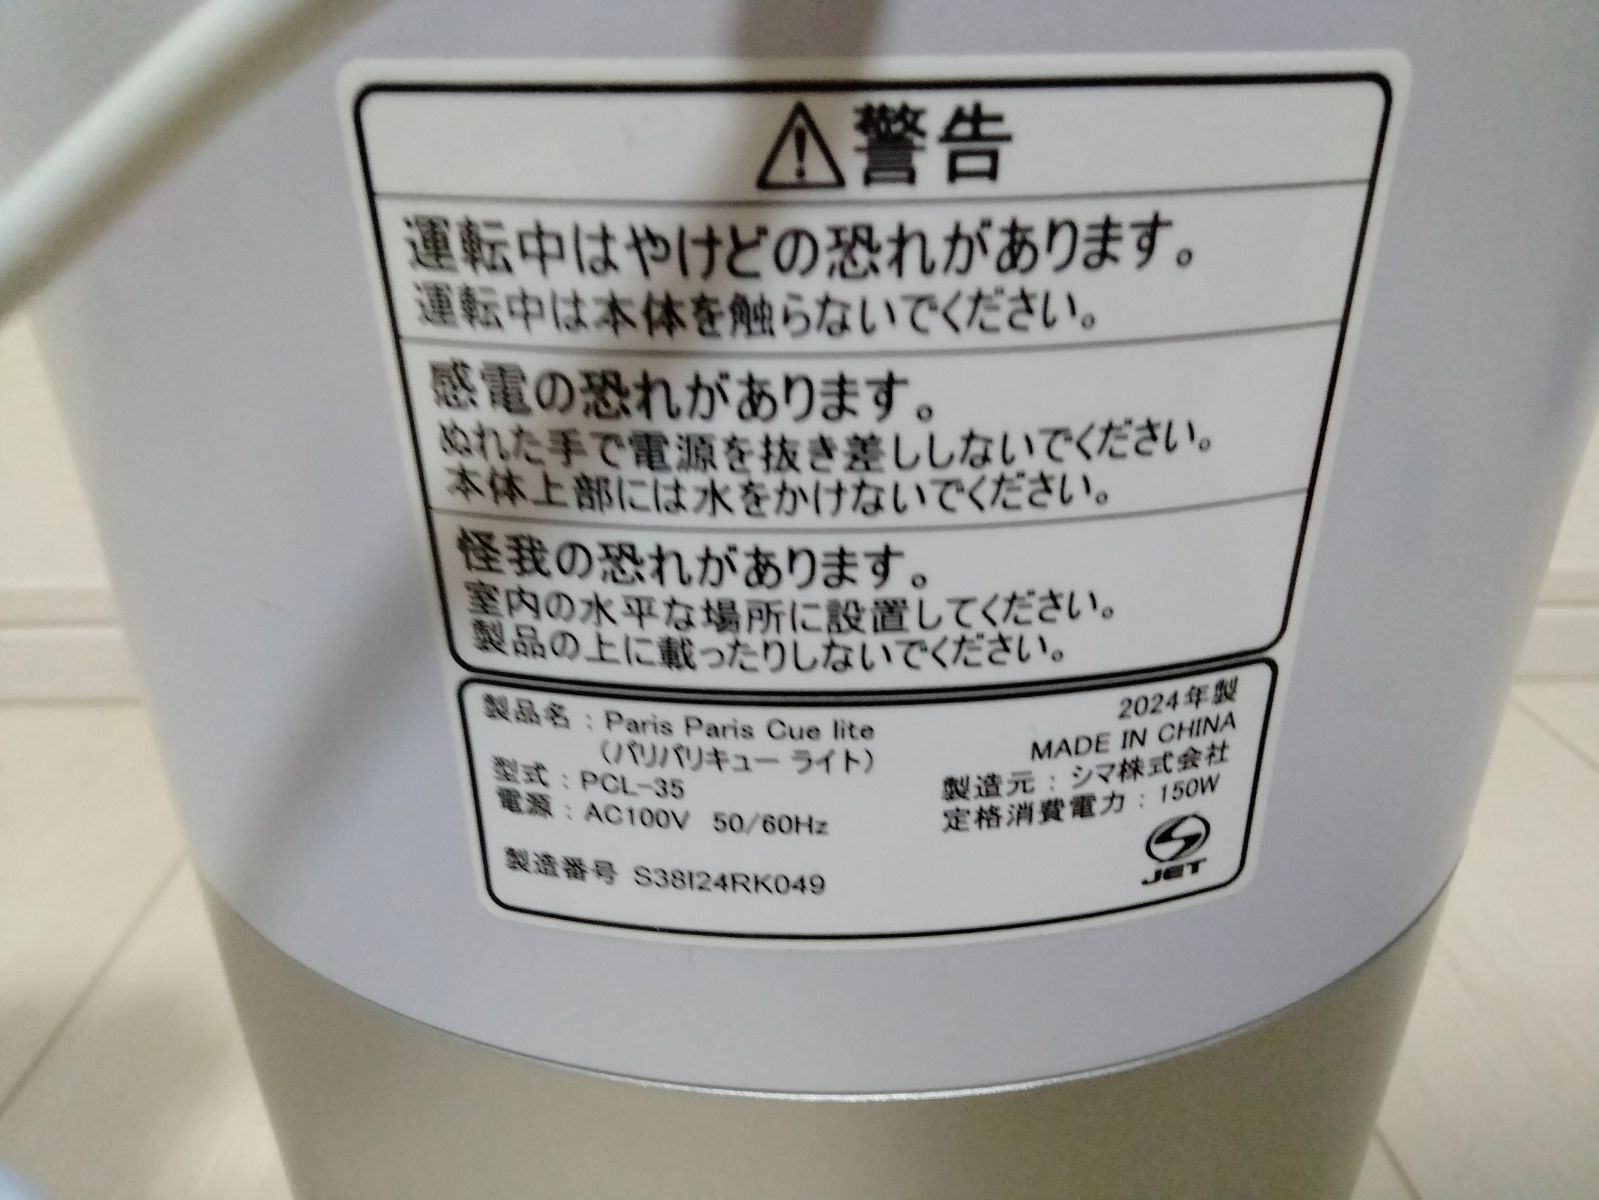 警告
運転中はやけどの恐れがあります。
運転中は本体を触らないでください。
感電の恐れがあります。
ぬれた手で電源を抜き差ししないでください。
本体上部には水をかけないでください。
怪我の恐れがあります。
室内の水平な場所に設置してください。
製品の上に載ったりしないでください。
製品名：Paris Paris Cue lite
（パリパリキュー ライト）
型式：PCL-35
電源：AC100V 50/60Hz
製造番号 S38I24RK049
2024年製
MADE IN CHINA
製造元：シマ株式会社
定格消費電力：150W
JET